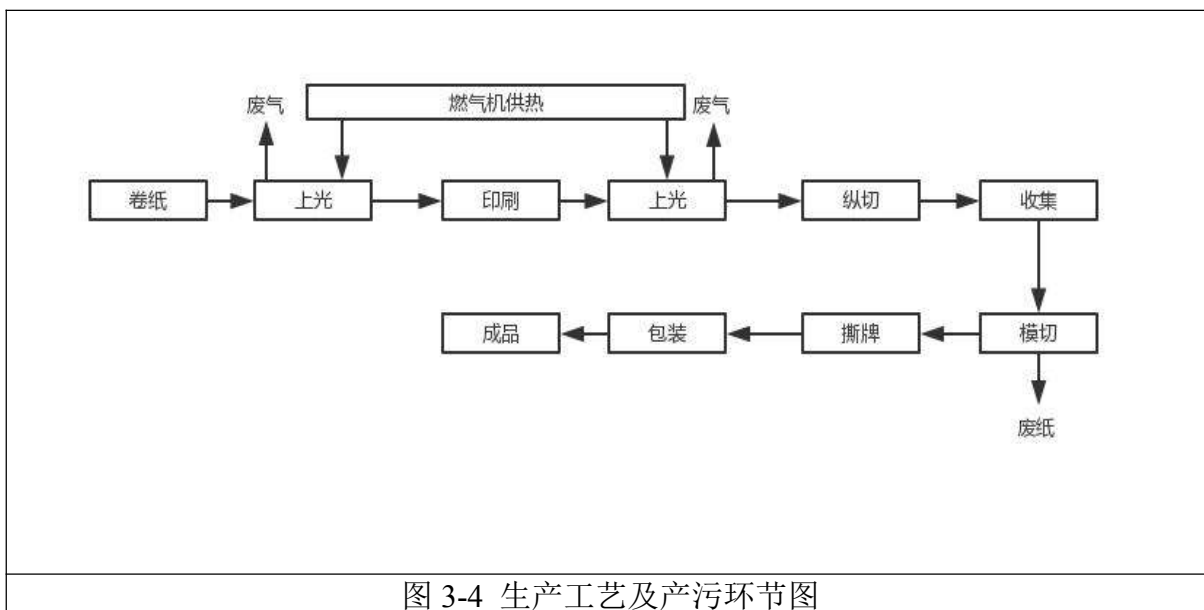 燃气机供热
废气
废气
卷纸
上光
印刷
上光
纵切
收集
成品
包装
撕牌
模切
废纸
图 3-4 生产工艺及产污环节图